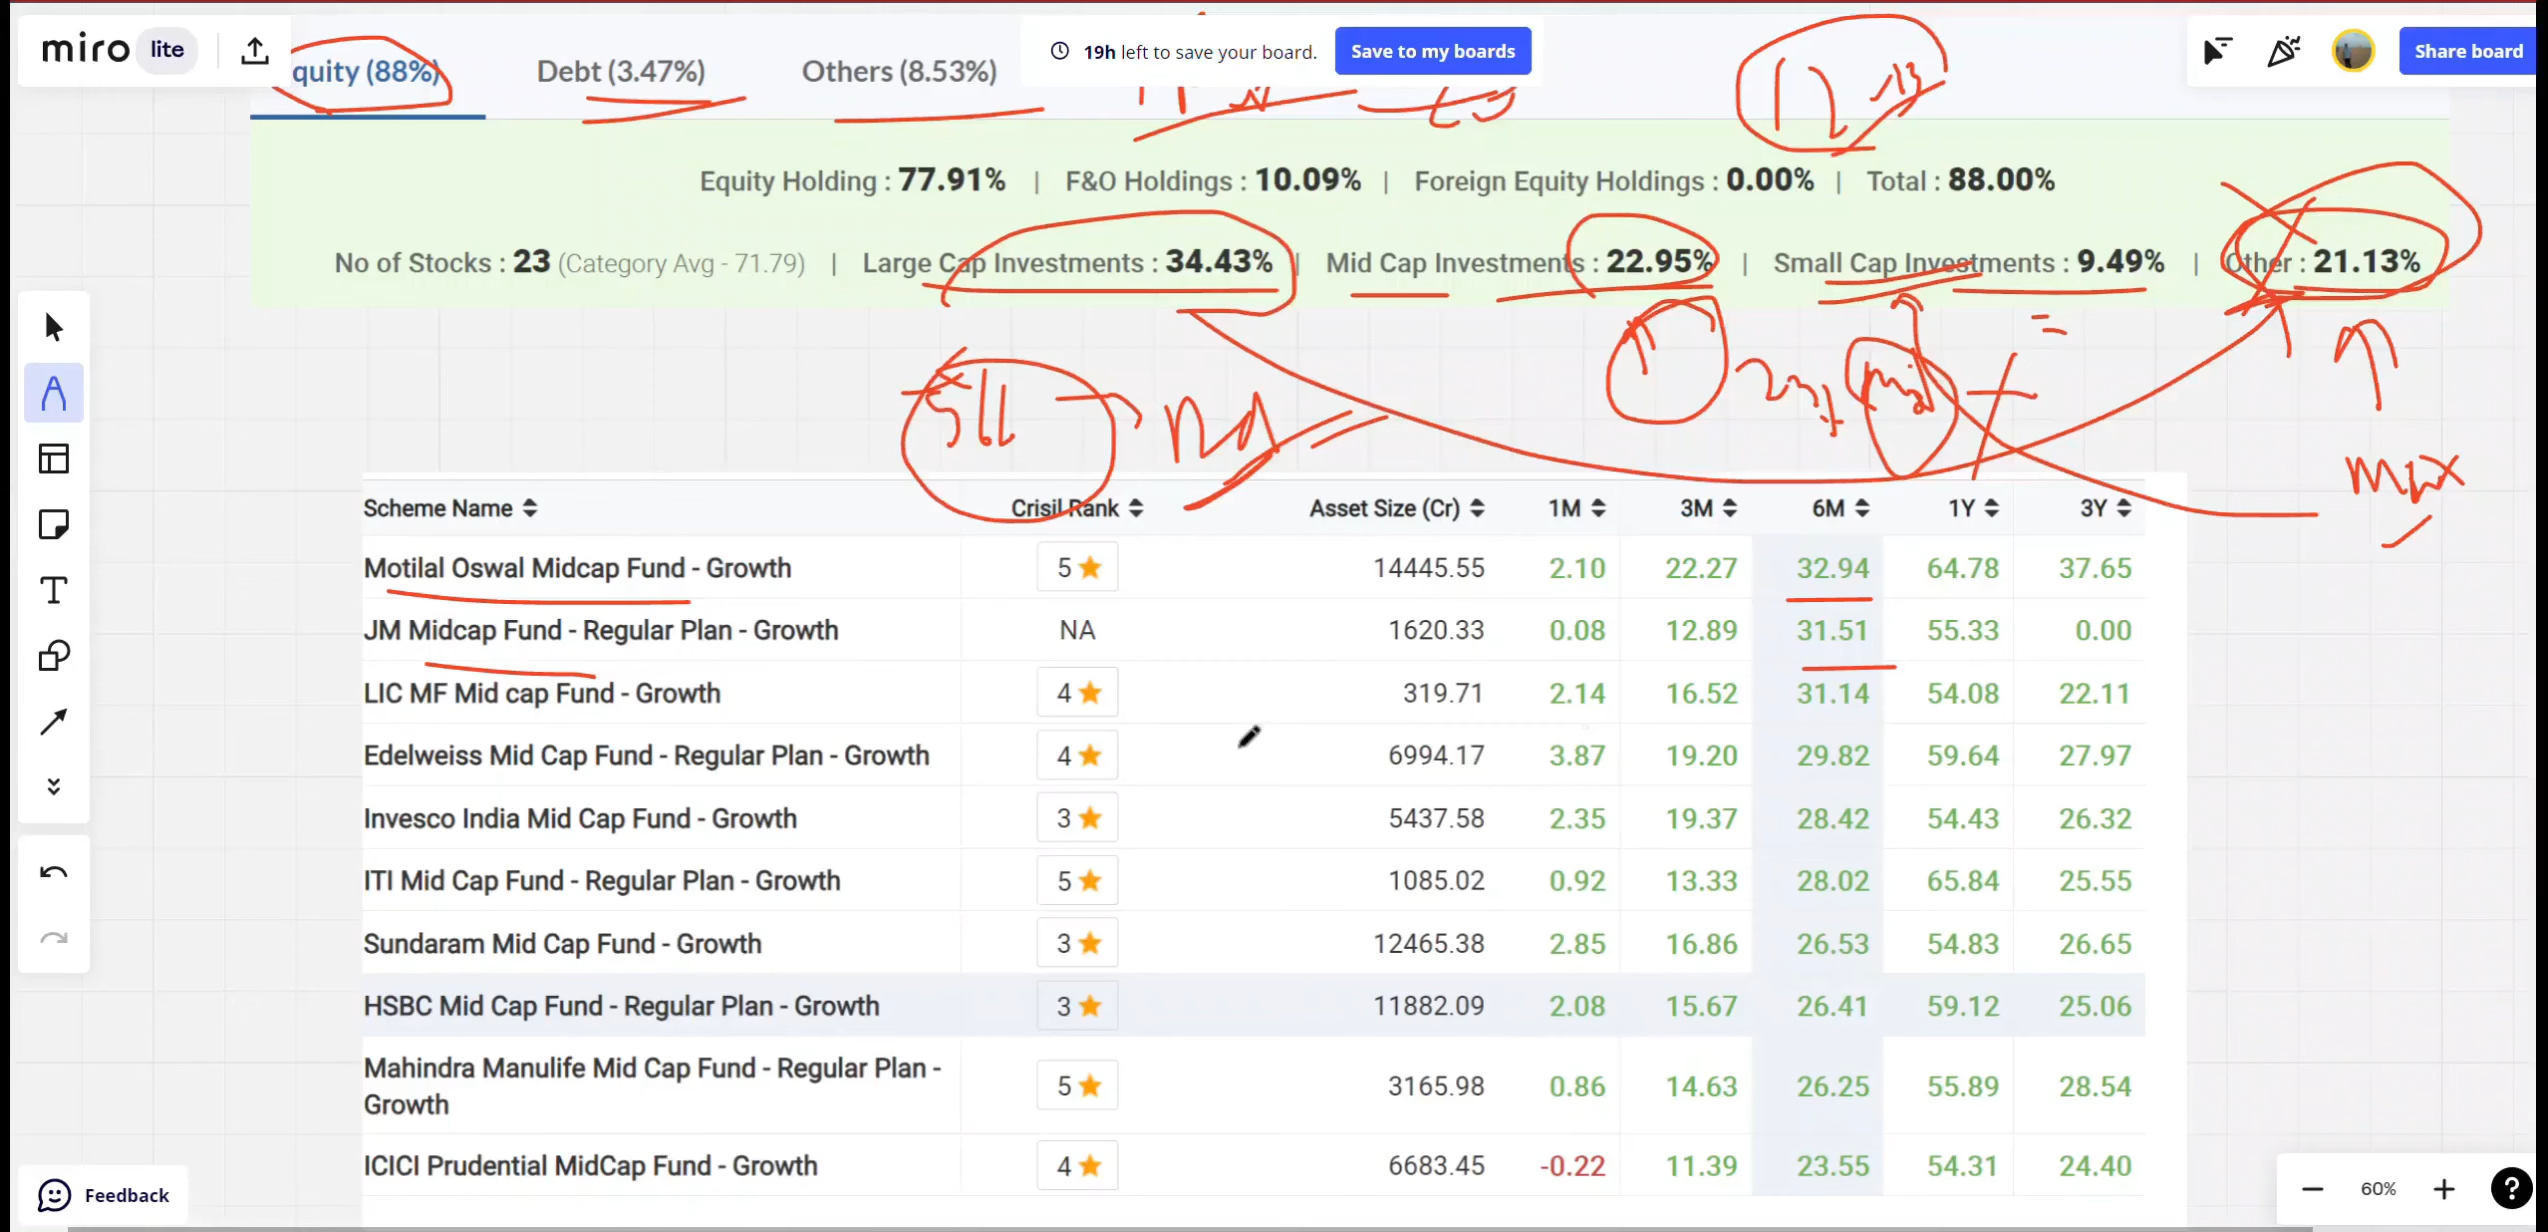 miro lite
19h left to save your board. Save to my boards
Share board
quity (88%) Debt (3.47%) Others (8.53%)
Equity Holding : 77.91% | F&O Holdings : 10.09% | Foreign Equity Holdings : 0.00% | Total : 88.00%
No of Stocks : 23 (Category Avg - 71.79) | Large Cap Investments : 34.43% | Mid Cap Investments : 22.95% | Small Cap Investments : 9.49% | Other : 21.13%
Scheme Name Crisil Rank Asset Size (Cr) 1M 3M 6M 1Y 3Y
Motilal Oswal Midcap Fund - Growth 5 14445.55 2.10 22.27 32.94 64.78 37.65
JM Midcap Fund - Regular Plan - Growth NA 1620.33 0.08 12.89 31.51 55.33 0.00
LIC MF Mid cap Fund - Growth 4 319.71 2.14 16.52 31.14 54.08 22.11
Edelweiss Mid Cap Fund - Regular Plan - Growth 4 6994.17 3.87 19.20 29.82 59.64 27.97
Invesco India Mid Cap Fund - Growth 3 5437.58 2.35 19.37 28.42 54.43 26.32
ITI Mid Cap Fund - Regular Plan - Growth 5 1085.02 0.92 13.33 28.02 65.84 25.55
Sundaram Mid Cap Fund - Growth 3 12465.38 2.85 16.86 26.53 54.83 26.65
HSBC Mid Cap Fund - Regular Plan - Growth 3 11882.09 2.08 15.67 26.41 59.12 25.06
Mahindra Manulife Mid Cap Fund - Regular Plan -
Growth 5 3165.98 0.86 14.63 26.25 55.89 28.54
ICICI Prudential MidCap Fund - Growth 4 6683.45 -0.22 11.39 23.55 54.31 24.40
Feedback
60%